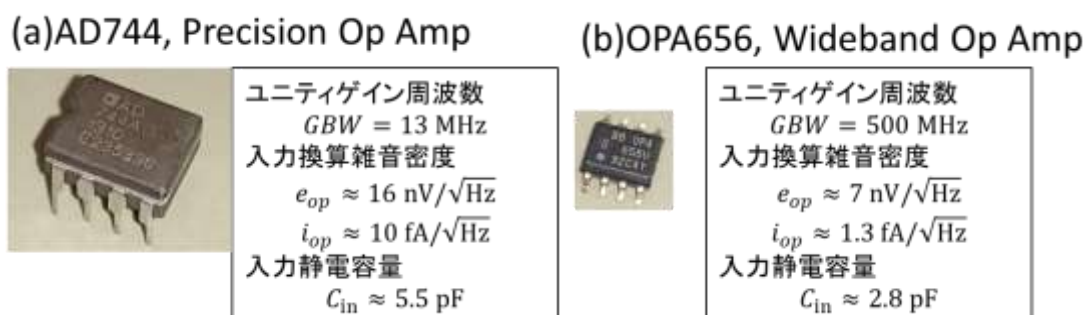 (a)AD744, Precision Op Amp
ユニティゲイン周波数
GBW = 13 MHz
入力換算雑音密度
e_op ≈ 16 nV/√Hz
i_op ≈ 10 fA/√Hz
入力静電容量
C_in ≈ 5.5 pF
(b)OPA656, Wideband Op Amp
ユニティゲイン周波数
GBW = 500 MHz
入力換算雑音密度
e_op ≈ 7 nV/√Hz
i_op ≈ 1.3 fA/√Hz
入力静電容量
C_in ≈ 2.8 pF